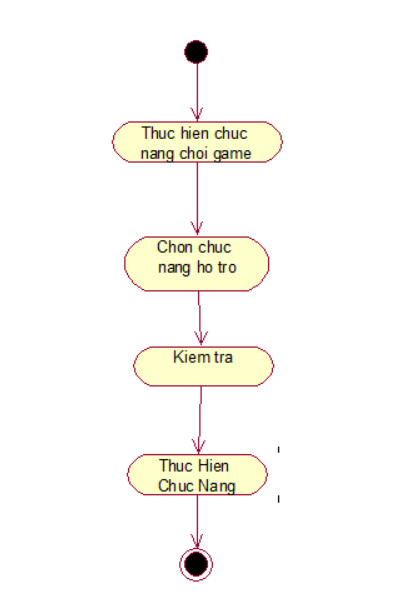 Thuc hien chuc
nang choi game
Chon chuc
nang ho tro
Kiem tra
Thuc Hien
Chuc Nang